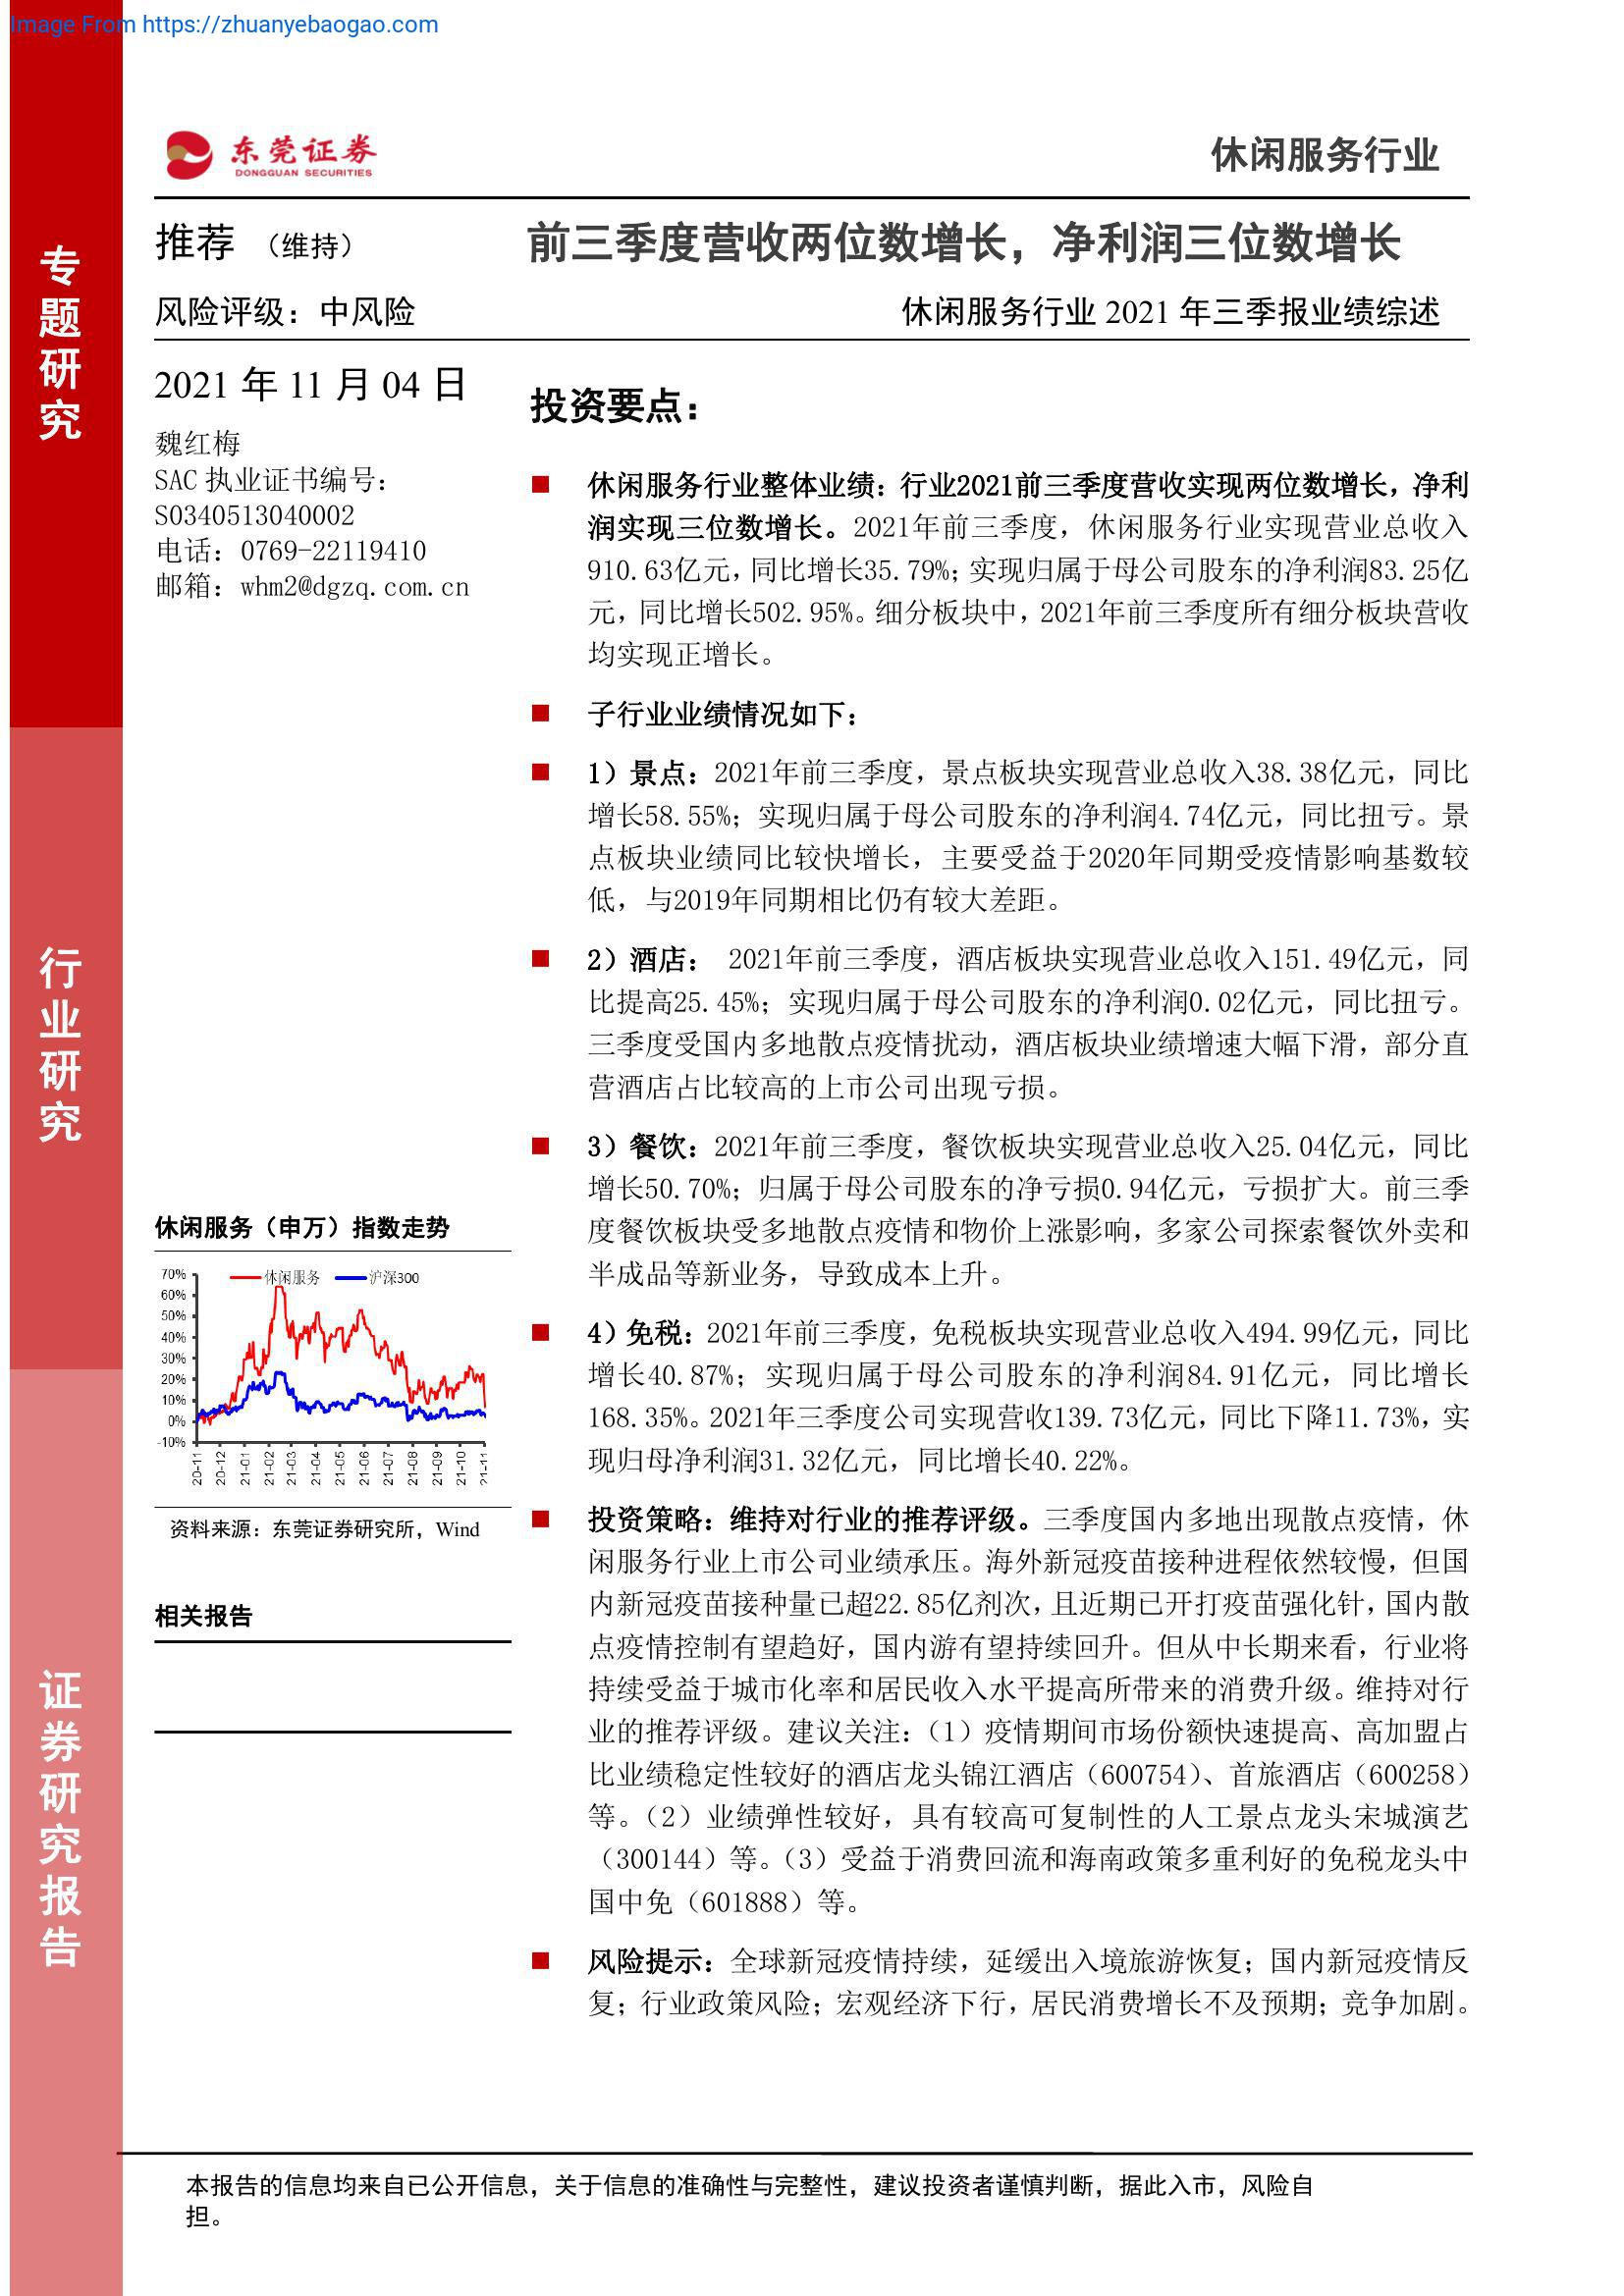 Image From https://zhuanyebaogao.com
东莞证券
DONGGUAN SECURITIES
休闲服务行业
推荐 （维持）
前三季度营收两位数增长，净利润三位数增长
风险评级：中风险
休闲服务行业 2021 年三季报业绩综述
2021 年 11 月 04 日
魏红梅
SAC 执业证书编号：
S0340513040002
电话：0769-22119410
邮箱：whm2@dgzq.com.cn
投资要点：
休闲服务行业整体业绩：行业2021前三季度营收实现两位数增长，净利
润实现三位数增长。2021年前三季度，休闲服务行业实现营业总收入
910.63亿元，同比增长35.79%；实现归属于母公司股东的净利润83.25亿
元，同比增长502.95%。细分板块中，2021年前三季度所有细分板块营收
均实现正增长。
子行业业绩情况如下：
1）景点：2021年前三季度，景点板块实现营业总收入38.38亿元，同比
增长58.55%；实现归属于母公司股东的净利润4.74亿元，同比扭亏。景
点板块业绩同比较快增长，主要受益于2020年同期受疫情影响基数较
低，与2019年同期相比仍有较大差距。
2）酒店： 2021年前三季度，酒店板块实现营业总收入151.49亿元，同
比提高25.45%；实现归属于母公司股东的净利润0.02亿元，同比扭亏。
三季度受国内多地散点疫情扰动，酒店板块业绩增速大幅下滑，部分直
营酒店占比较高的上市公司出现亏损。
3）餐饮：2021年前三季度，餐饮板块实现营业总收入25.04亿元，同比
增长50.70%；归属于母公司股东的净亏损0.94亿元，亏损扩大。前三季
度餐饮板块受多地散点疫情和物价上涨影响，多家公司探索餐饮外卖和
半成品等新业务，导致成本上升。
4）免税：2021年前三季度，免税板块实现营业总收入494.99亿元，同比
增长40.87%；实现归属于母公司股东的净利润84.91亿元，同比增长
168.35%。2021年三季度公司实现营收139.73亿元，同比下降11.73%，实
现归母净利润31.32亿元，同比增长40.22%。
投资策略：维持对行业的推荐评级。三季度国内多地出现散点疫情，休
闲服务行业上市公司业绩承压。海外新冠疫苗接种进程依然较慢，但国
内新冠疫苗接种量已超22.85亿剂次，且近期已开打疫苗强化针，国内散
点疫情控制有望趋好，国内游有望持续回升。但从中长期来看，行业将
持续受益于城市化率和居民收入水平提高所带来的消费升级。维持对行
业的推荐评级。建议关注：（1）疫情期间市场份额快速提高、高加盟占
比业绩稳定性较好的酒店龙头锦江酒店（600754）、首旅酒店（600258）
等。（2）业绩弹性较好，具有较高可复制性的人工景点龙头宋城演艺
（300144）等。（3）受益于消费回流和海南政策多重利好的免税龙头中
国中免（601888）等。
风险提示：全球新冠疫情持续，延缓出入境旅游恢复；国内新冠疫情反
复；行业政策风险；宏观经济下行，居民消费增长不及预期；竞争加剧。
休闲服务（申万）指数走势
休闲服务 沪深300
70%
60%
50%
40%
30%
20%
10%
0%
-10%
20-11 20-12 21-01 21-02 21-03 21-04 21-05 21-06 21-07 21-08 21-09 21-10 21-11
资料来源：东莞证券研究所，Wind
相关报告
专题研究
行业研究
证券研究报告
本报告的信息均来自已公开信息，关于信息的准确性与完整性，建议投资者谨慎判断，据此入市，风险自
担。